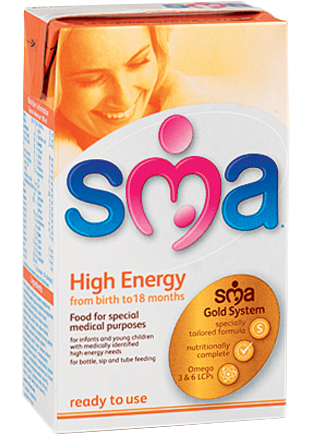 sma
High Energy
from birth to 18 months
Food for special
medical purposes
for infants and young children
with medically identified
high energy needs
for bottle, sip and tube feeding
ready to use
sma
Gold System
specially
tailored formula
S
nutritionally
complete
Omega
3 & 6 LCPs